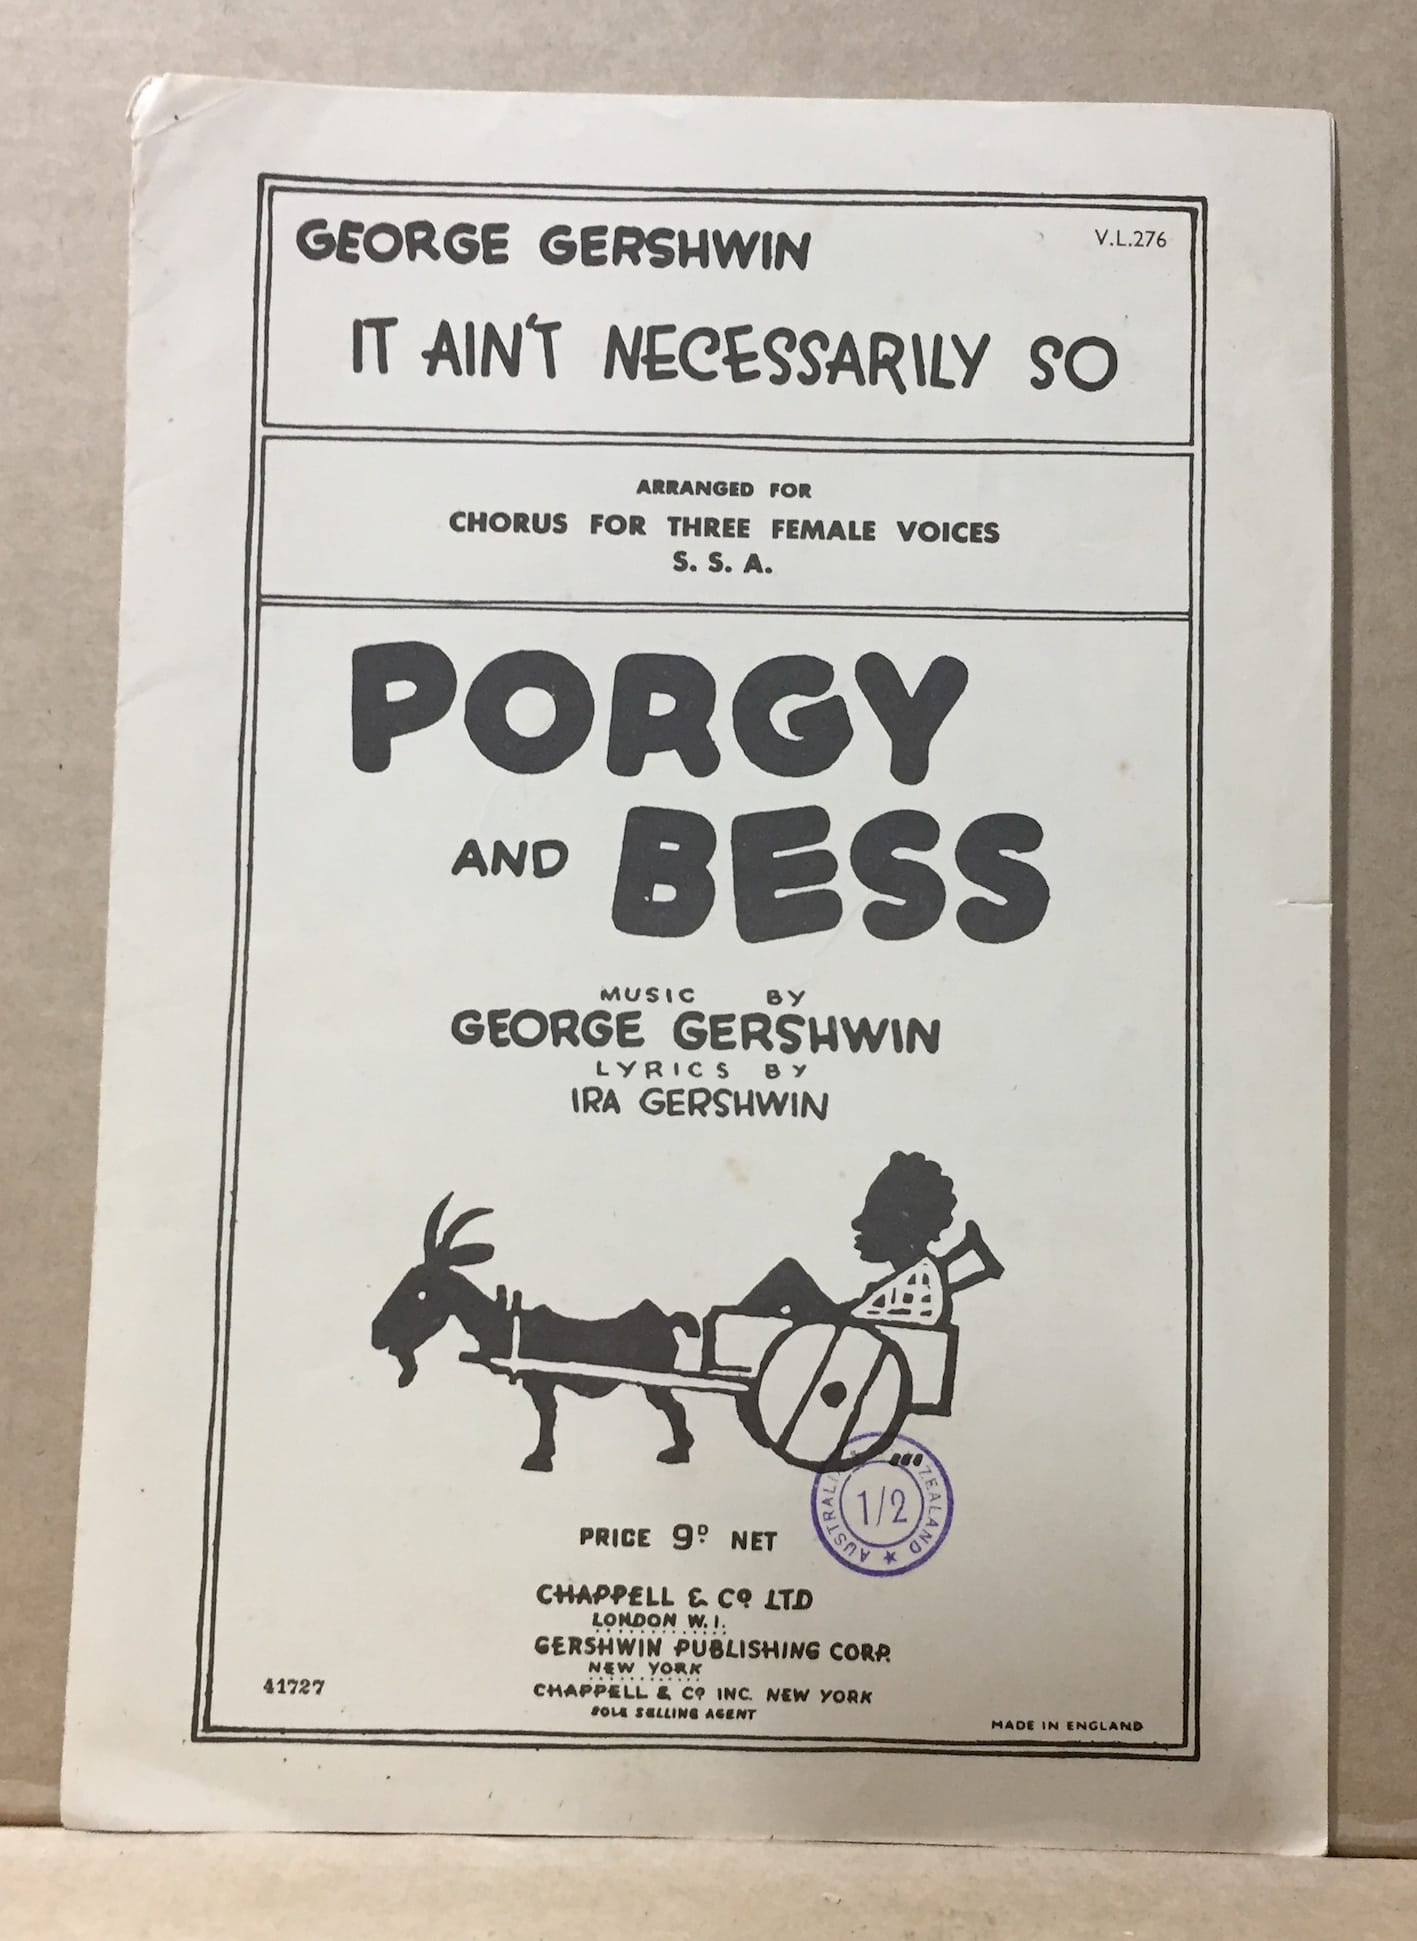 GEORGE GERSHWIN
V.L.276
IT AIN'T NECESSARILY SO
ARRANGED FOR
CHORUS FOR THREE FEMALE VOICES
S. S. A.
PORGY
AND BESS
MUSIC BY
GEORGE GERSHWIN
LYRICS BY
IRA GERSHWIN
PRICE 9D NET
AUSTRALI ZEALAND ★
1/2
CHAPPELL & Co LTD
LONDON W.1.
GERSHWIN PUBLISHING CORP.
NEW YORK
CHAPPELL & Co INC. NEW YORK
SOLE SELLING AGENT
41727
MADE IN ENGLAND